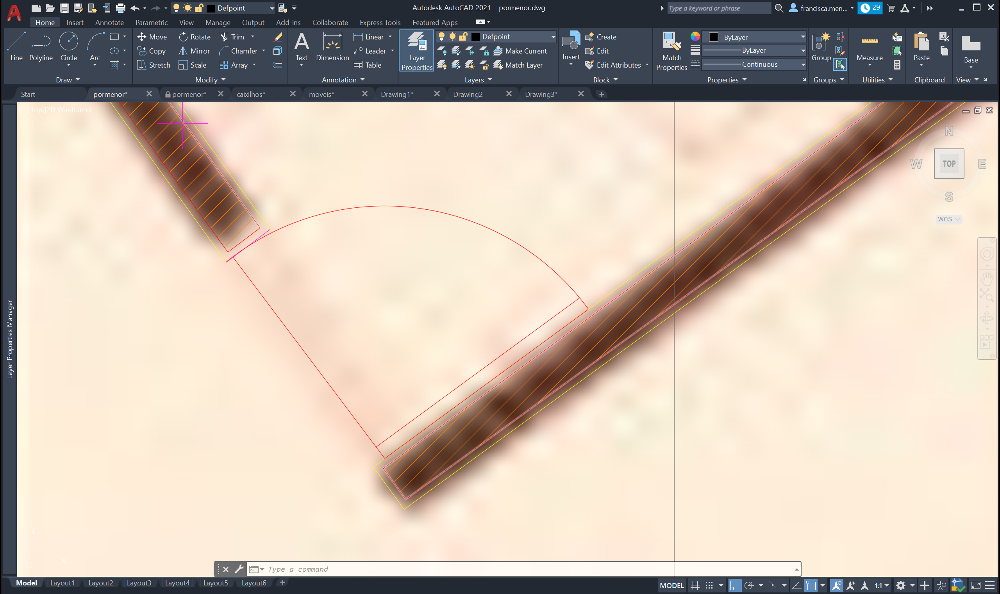 Defpoint
Autodesk AutoCAD 2021 pormenor.dwg
Type a keyword or phrase
francisca.men...
29
Home Insert Annotate Parametric View Manage Output Add-ins Collaborate Express Tools Featured Apps
Line Polyline Circle Arc
Draw
Move Rotate Trim
Copy Mirror Chamfer
Stretch Scale Array
Modify
Text Dimension
Linear
Leader
Table
Annotation
Layer
Properties
Defpoint
Make Current
Match Layer
Layers
Insert
Create
Edit
Edit Attributes
Block
Match
Properties
ByLayer
ByLayer
Continuous
Properties
Group
Groups
Measure
Utilities
Paste
Clipboard
Base
View
Start pormenor* pormenor* caixilhos* moveis* Drawing1* Drawing2 Drawing3*
[−][Top][2D Wireframe]
N
W TOP E
S
WCS
Layer Properties Manager
Y
X
Type a command
Model Layout1 Layout2 Layout3 Layout4 Layout5 Layout6
MODEL 1:1